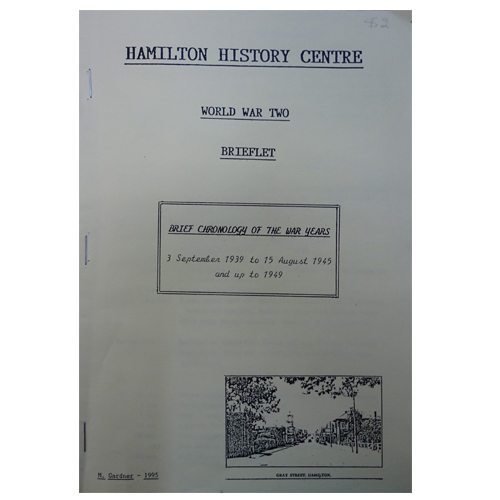 $2
HAMILTON HISTORY CENTRE
WORLD WAR TWO
BRIEFLET
BRIEF CHRONOLOGY OF THE WAR YEARS
3 September 1939 to 15 August 1945
and up to 1949
GRAY STREET, HAMILTON.
N. Gardner - 1995